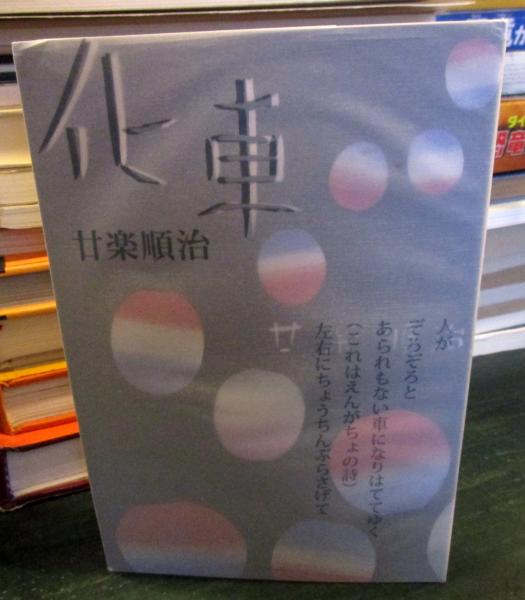 化車
廿楽順治
人が
ぞろぞろと
あられもない車になりはててゆく
(これはえんがちょの詩)
左右にちょうちんぶらさげて